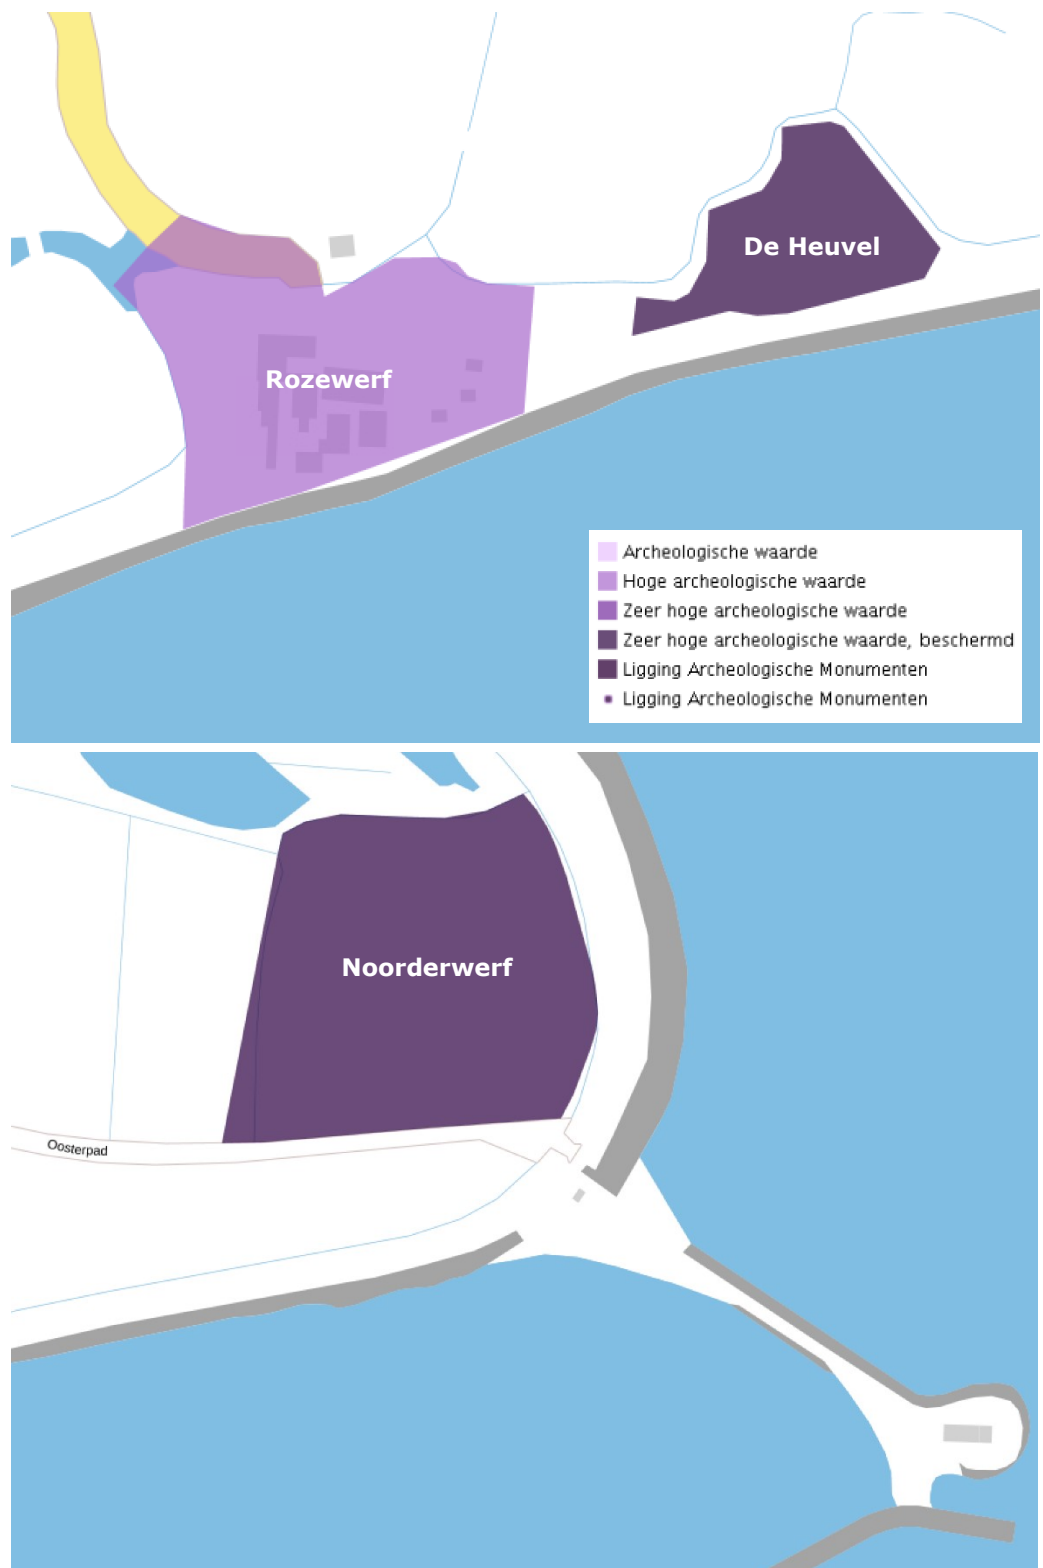 De Heuvel
Rozewerf
Archeologische waarde
Hoge archeologische waarde
Zeer hoge archeologische waarde
Zeer hoge archeologische waarde, beschermd
Ligging Archeologische Monumenten
Ligging Archeologische Monumenten
Noorderwerf
Oosterpad